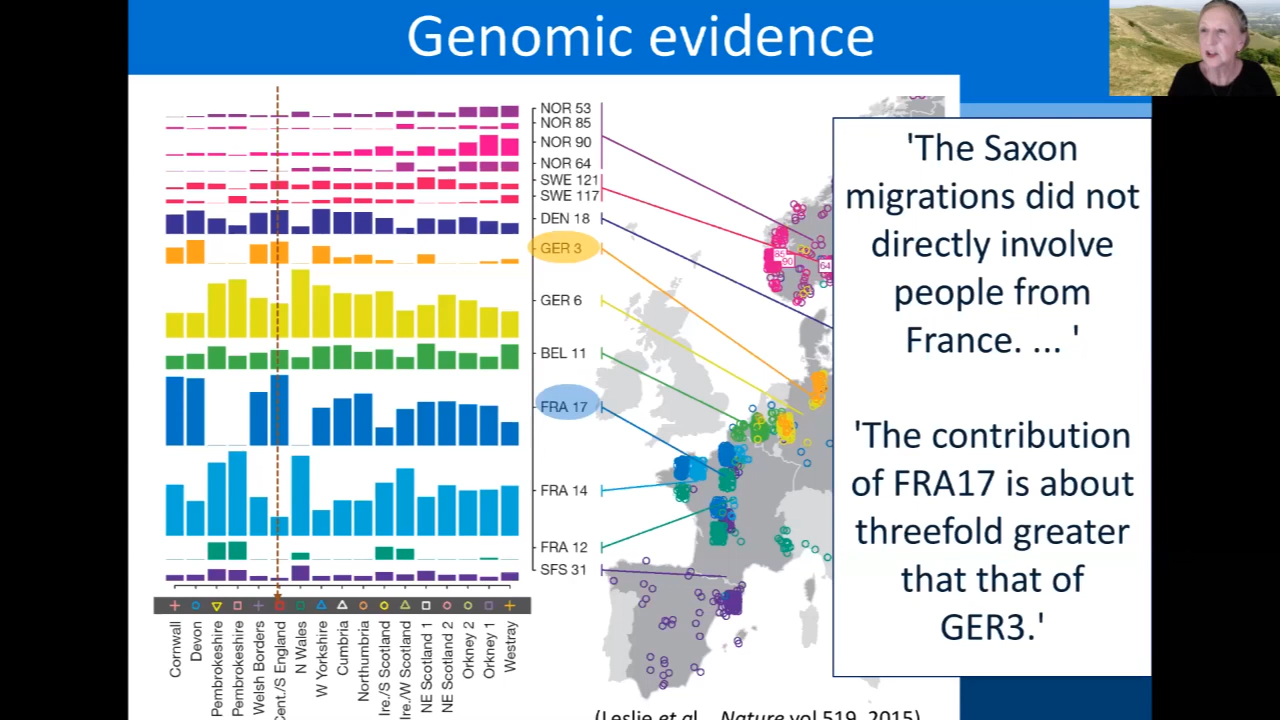 Genomic evidence
NOR 53
NOR 85
NOR 90
NOR 64
SWE 121
SWE 117
DEN 18
GER 3
GER 6
BEL 11
FRA 17
FRA 14
FRA 12
SFS 31
85
90
64
Cornwall
Devon
Pembrokeshire
Pembrokeshire
Welsh Borders
Cent./S England
N Wales
W Yorkshire
Cumbria
Northumbria
Ire./S Scotland
Ire./W Scotland
NE Scotland 1
NE Scotland 2
Orkney 2
Orkney 1
Westray
'The Saxon
migrations did not
directly involve
people from
France. ... '
'The contribution
of FRA17 is about
threefold greater
that that of
GER3.'
(Leslie et al., Nature vol 519, 2015)